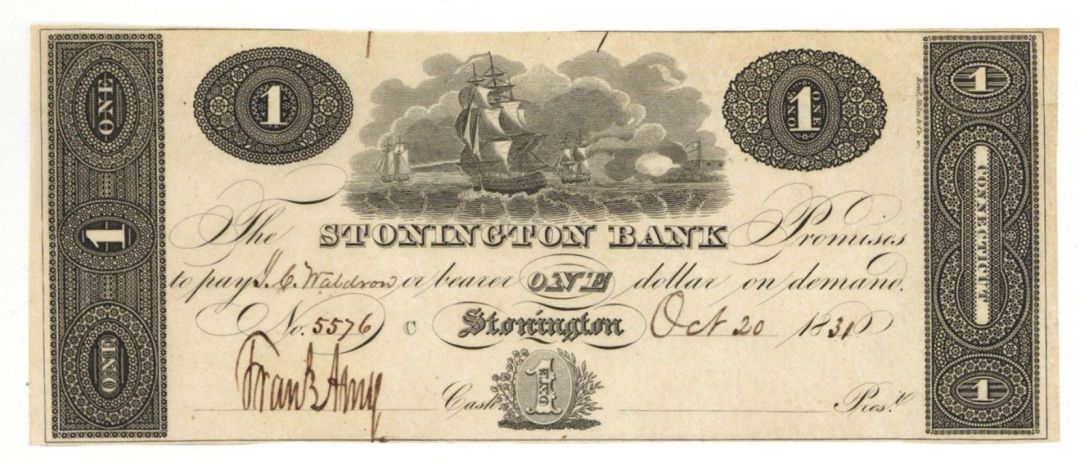 ONE
1
ONE
1
1
ONE
1
CONNECTICUT
1
The STONINGTON BANK Promises
to pay J. C. Waldron or bearer ONE dollar on demand.
No. 5576 C Stonington Oct 20 1831
Frank Amy Cash
1
ONE
Pres.t